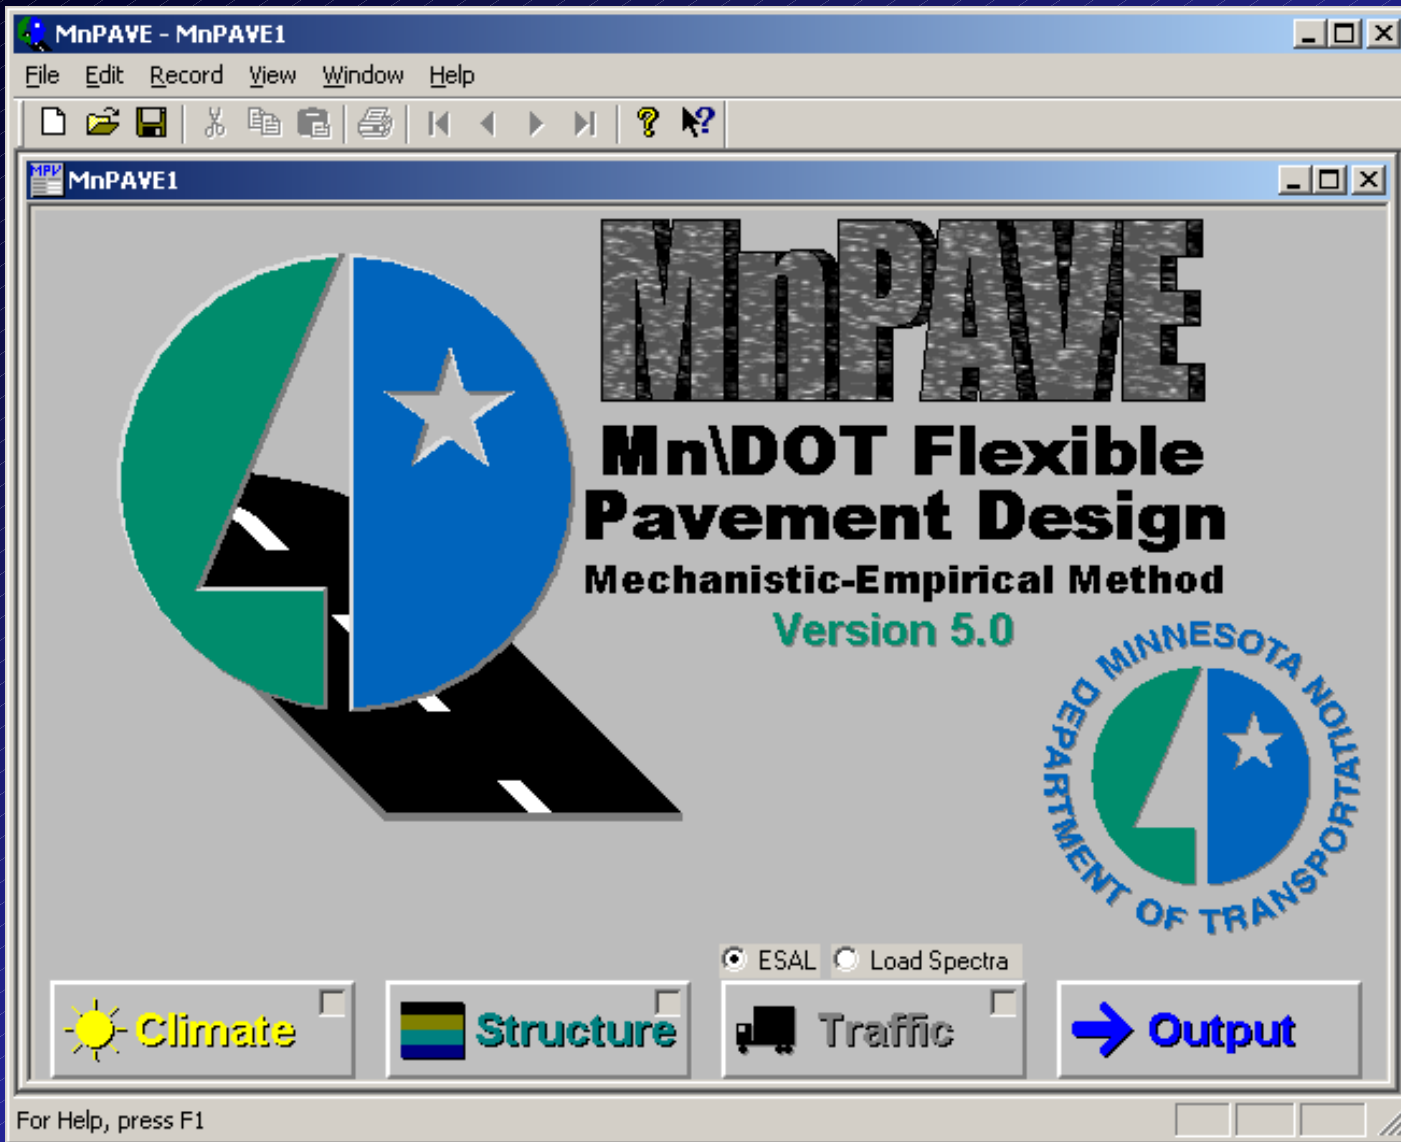 MnPAVE - MnPAVE1
File Edit Record View Window Help
MPV
MnPAVE1
MnPAVE
Mn\DOT Flexible
Pavement Design
Mechanistic-Empirical Method
Version 5.0
MINNESOTA
DEPARTMENT OF TRANSPORTATION
ESAL Load Spectra
Climate Structure Traffic Output
For Help, press F1